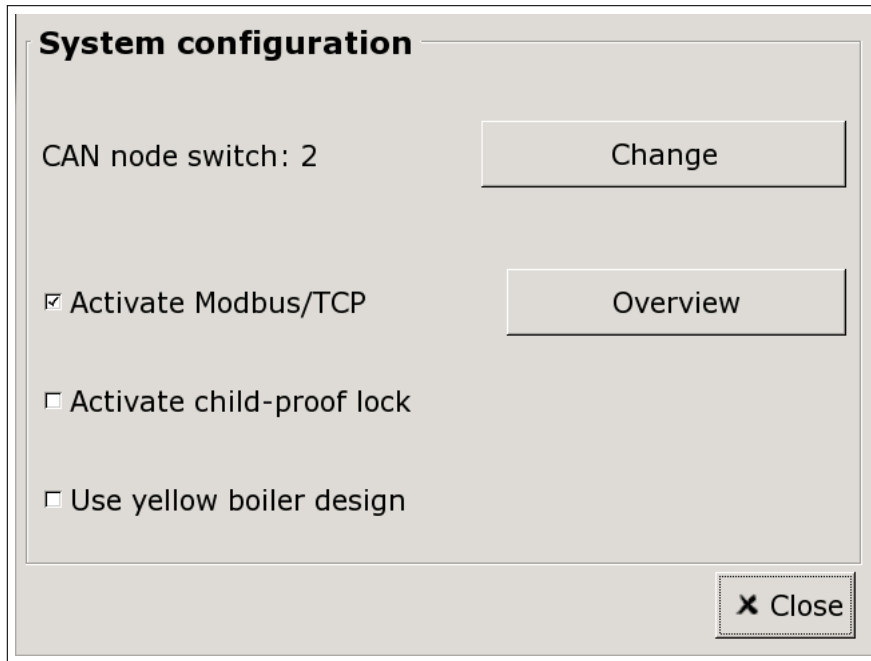 System configuration
CAN node switch: 2
Change
Activate Modbus/TCP
Overview
Activate child-proof lock
Use yellow boiler design
Close